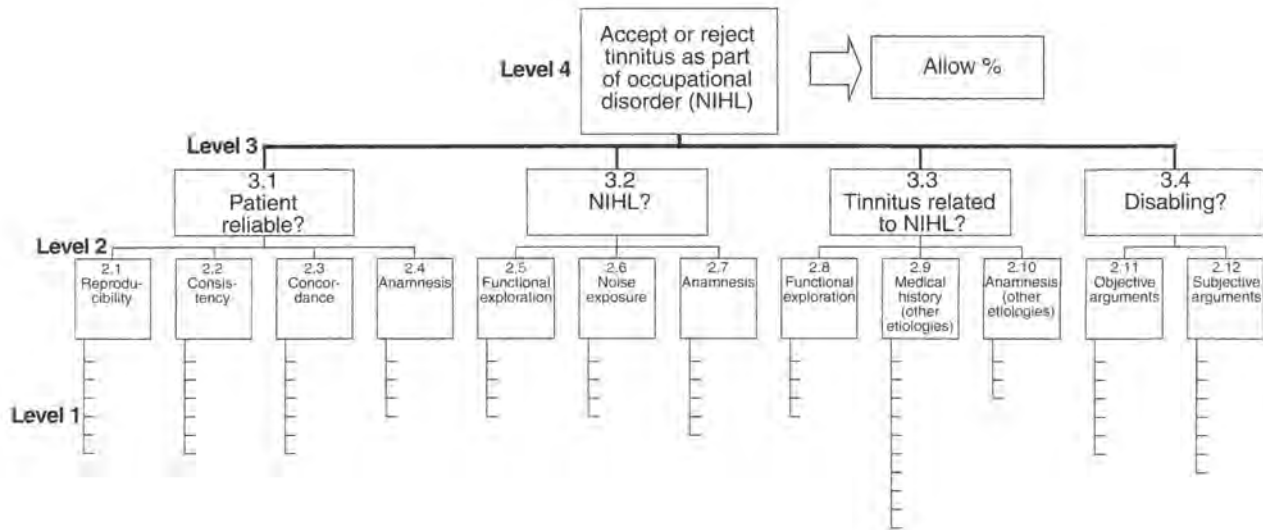 Level 4
Accept or reject
tinnitus as part
of occupational
disorder (NIHL)
Allow %
Level 3
3.1
Patient
reliable?
3.2
NIHL?
3.3
Tinnitus related
to NIHL?
3.4
Disabling?
Level 2
2.1
Reprodu-
cibility
2.2
Consis-
tency
2.3
Concor-
dance
2.4
Anamnesis
2.5
Functional
exploration
2.6
Noise
exposure
2.7
Anamnesis
2.8
Functional
exploration
2.9
Medical
history
(other
etiologies)
2.10
Anamnesis
(other
etiologies)
2.11
Objective
arguments
2.12
Subjective
arguments
Level 1